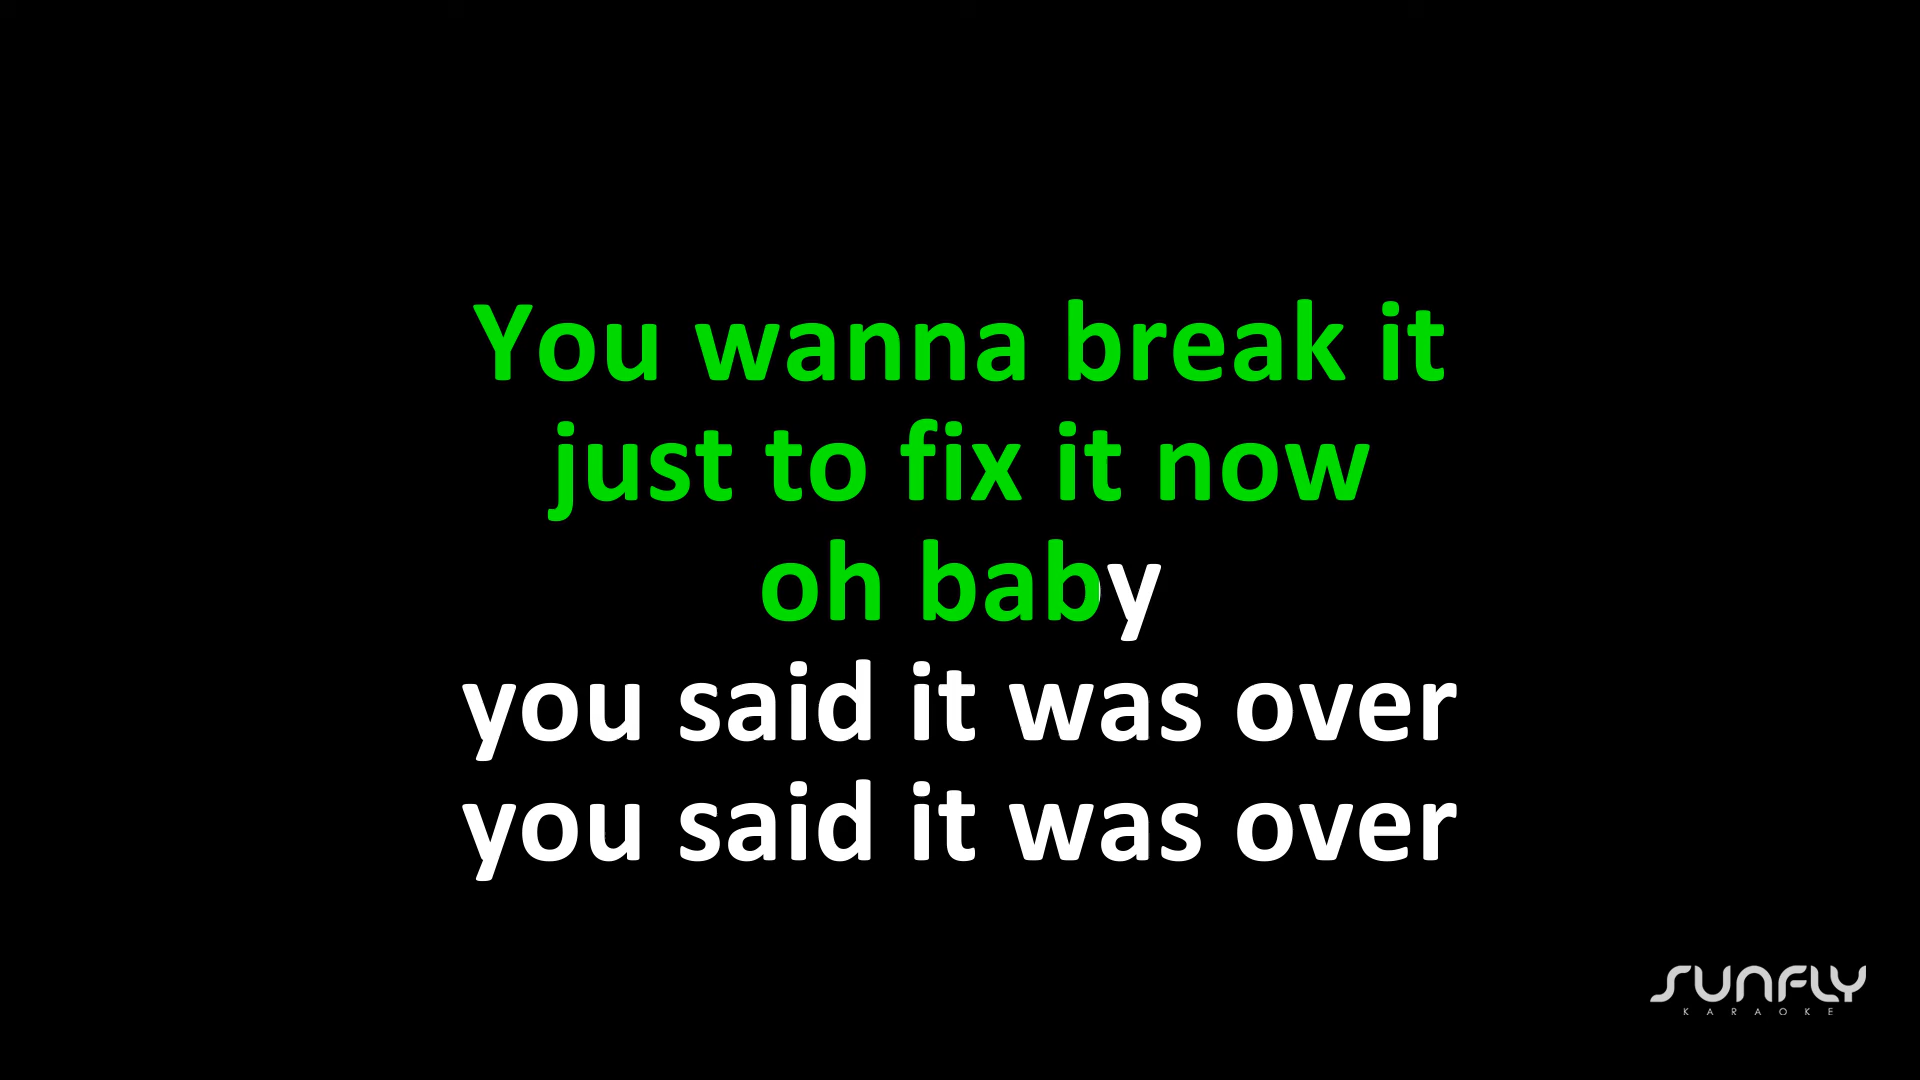 You wanna break it
just to fix it now
oh baby
you said it was over
you said it was over
SUNFLY
KARAOKE